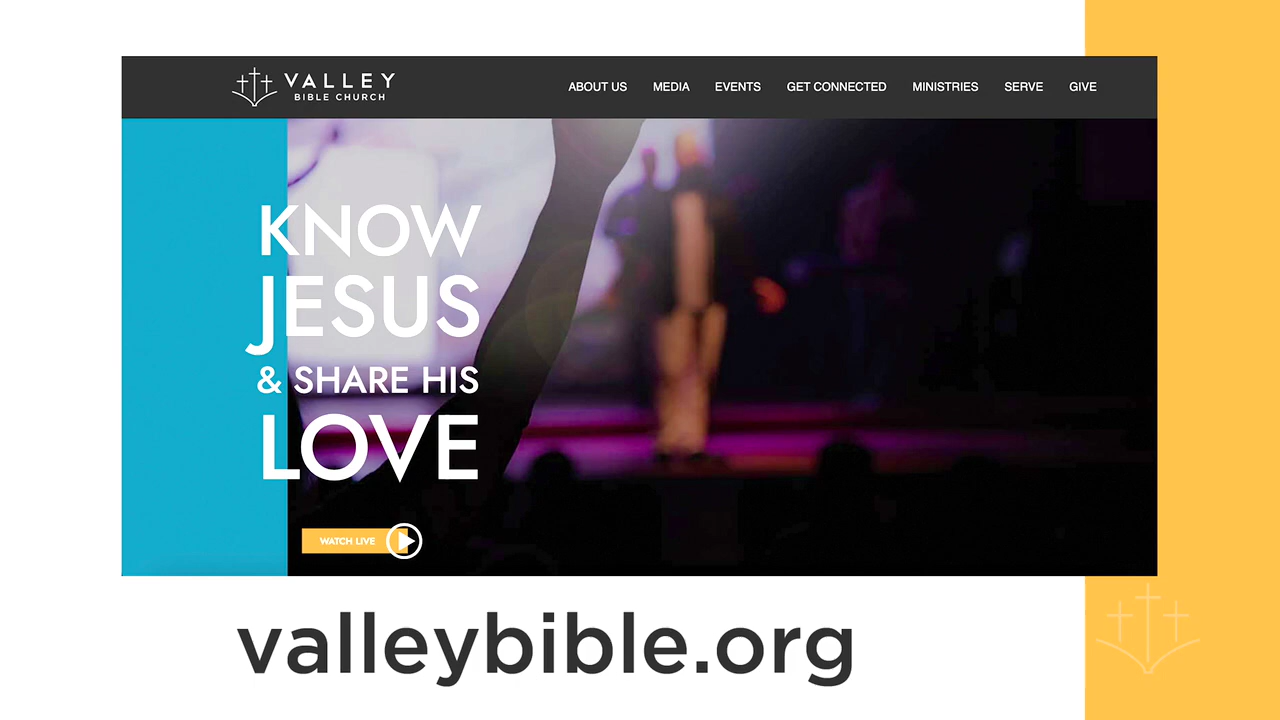 VALLEY
BIBLE CHURCH
ABOUT US MEDIA EVENTS GET CONNECTED MINISTRIES SERVE GIVE
KNOW
JESUS
& SHARE HIS
LOVE
WATCH LIVE
valleybible.org